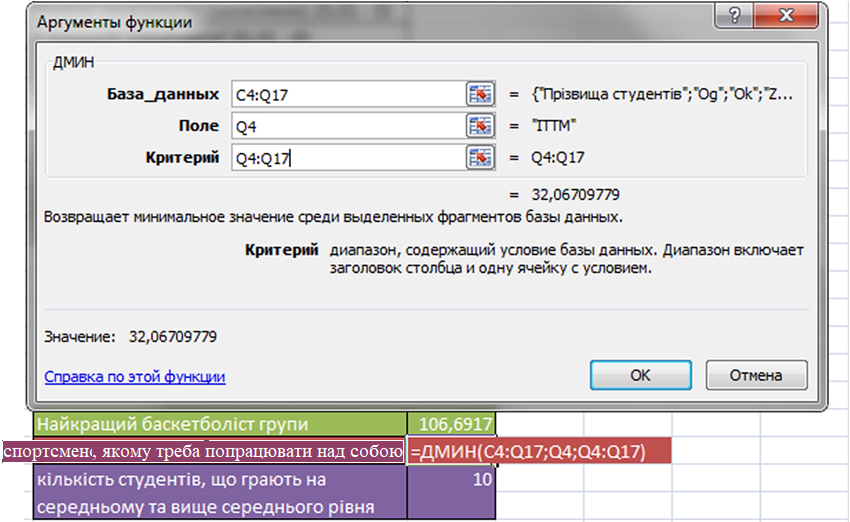 Аргументы функции
ДМИН
База_данных C4:Q17 = {"Прізвища студентів";"Og";"Ok";"Z...
Поле Q4 = "ІТТМ"
Критерий Q4:Q17 = Q4:Q17
= 32,06709779
Возвращает минимальное значение среди выделенных фрагментов базы данных.
Критерий диапазон, содержащий условие базы данных. Диапазон включает
заголовок столбца и одну ячейку с условием.
Значение: 32,06709779
Справка по этой функции
ОК Отмена
Найкращий баскетболіст групи 106,6917
спортсмен, якому треба попрацювати над собою =ДМИН(C4:Q17;Q4;Q4:Q17)
кількість студентів, що грають на 10
середньому та вище середнього рівня